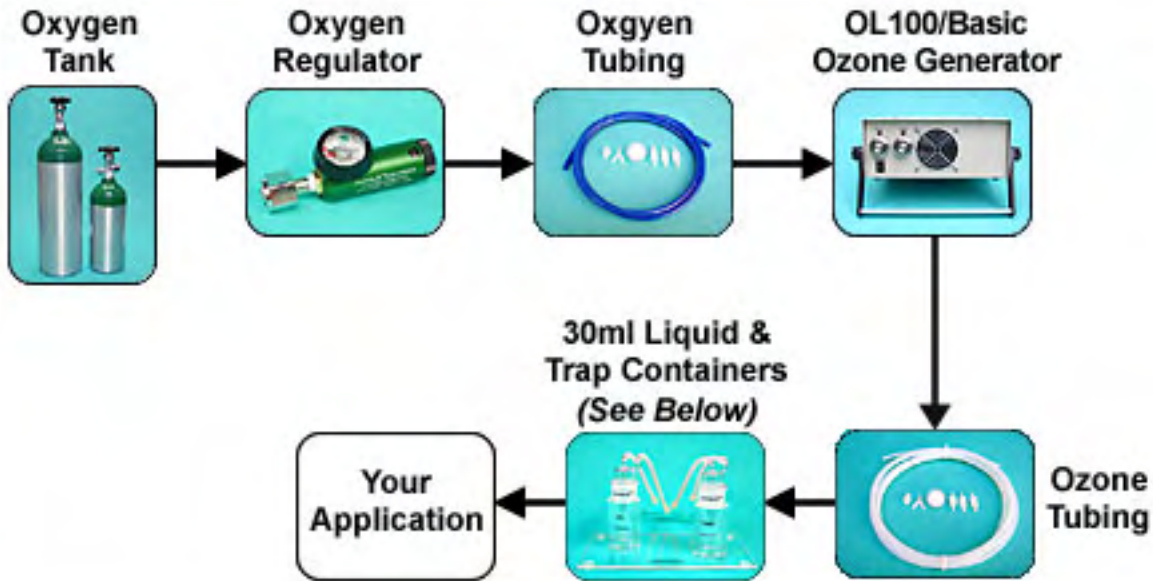 Oxygen
Tank
Oxygen
Regulator
Oxgyen
Tubing
OL100/Basic
Ozone Generator
30ml Liquid &
Trap Containers
(See Below)
Your
Application
Ozone
Tubing